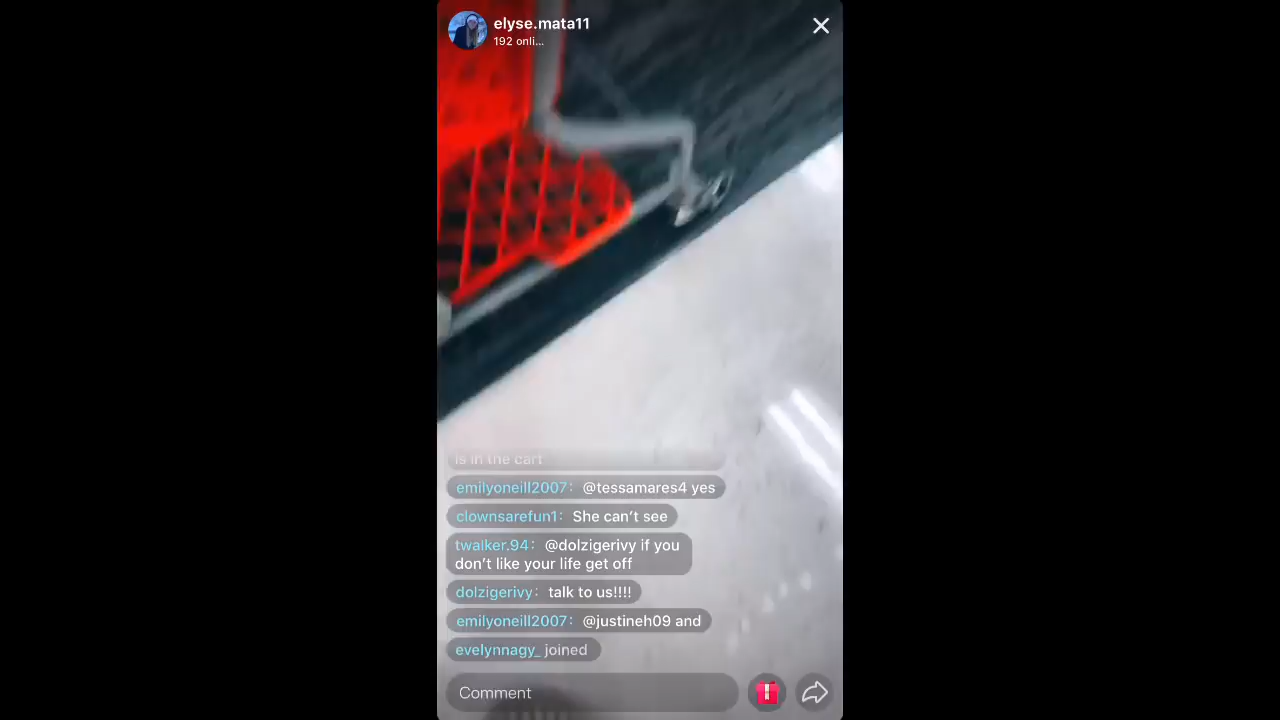 elyse.mata11
192 onli...
is in the cart
emilyoneill2007: @tessamares4 yes
clownsarefun1: She can't see
twalker.94: @dolzigerivy if you
don't like your life get off
dolzigerivy: talk to us!!!!
emilyoneill2007: @justineh09 and
evelynnagy_ joined
Comment